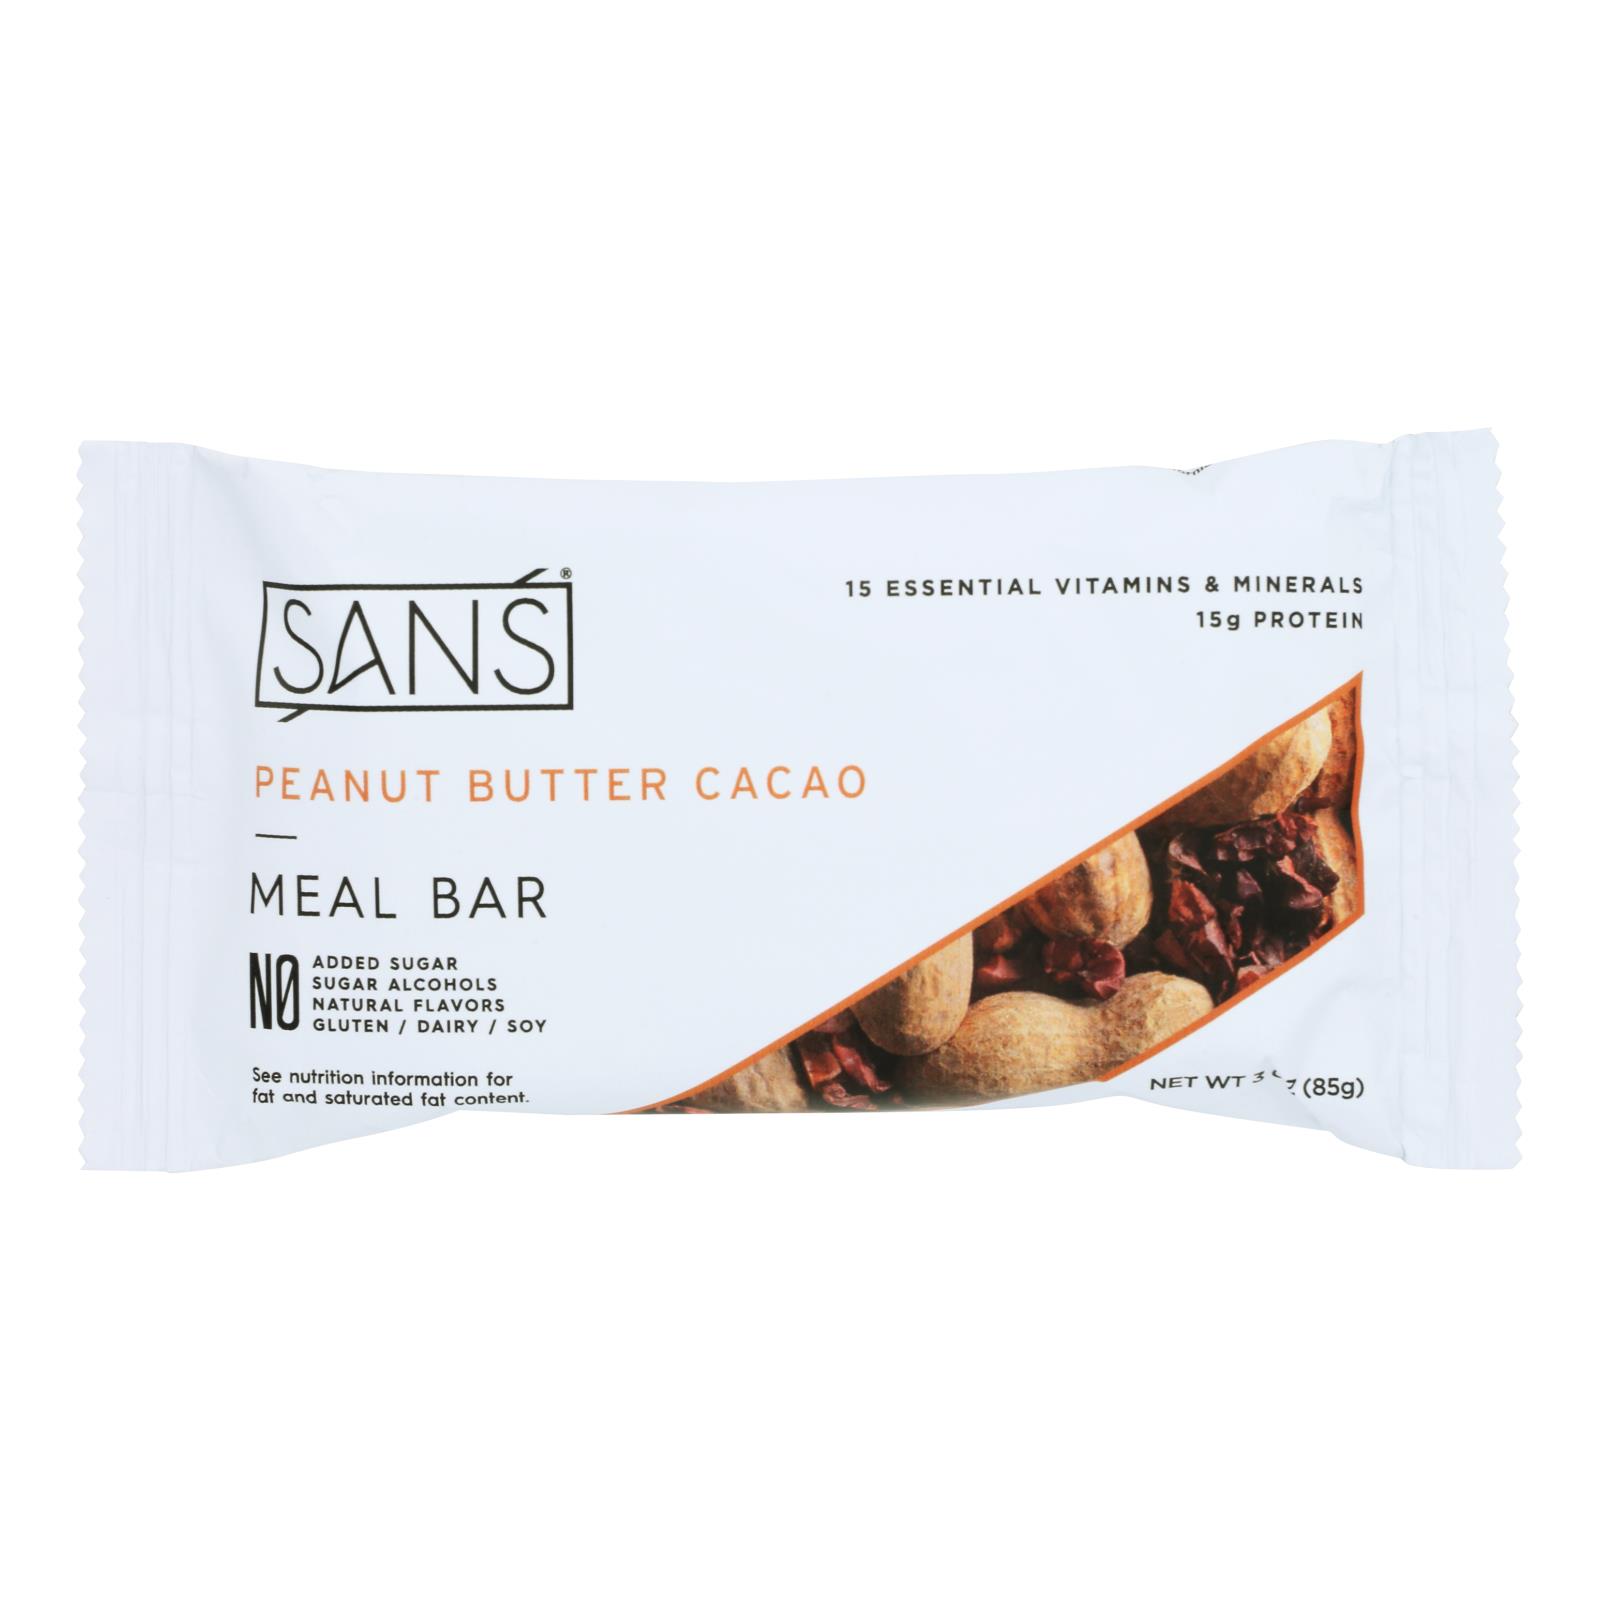 SANS®
15 ESSENTIAL VITAMINS & MINERALS
15g PROTEIN
PEANUT BUTTER CACAO
MEAL BAR
NO
ADDED SUGAR
SUGAR ALCOHOLS
NATURAL FLAVORS
GLUTEN / DAIRY / SOY
See nutrition information for
fat and saturated fat content.
NET WT 3 (85g)